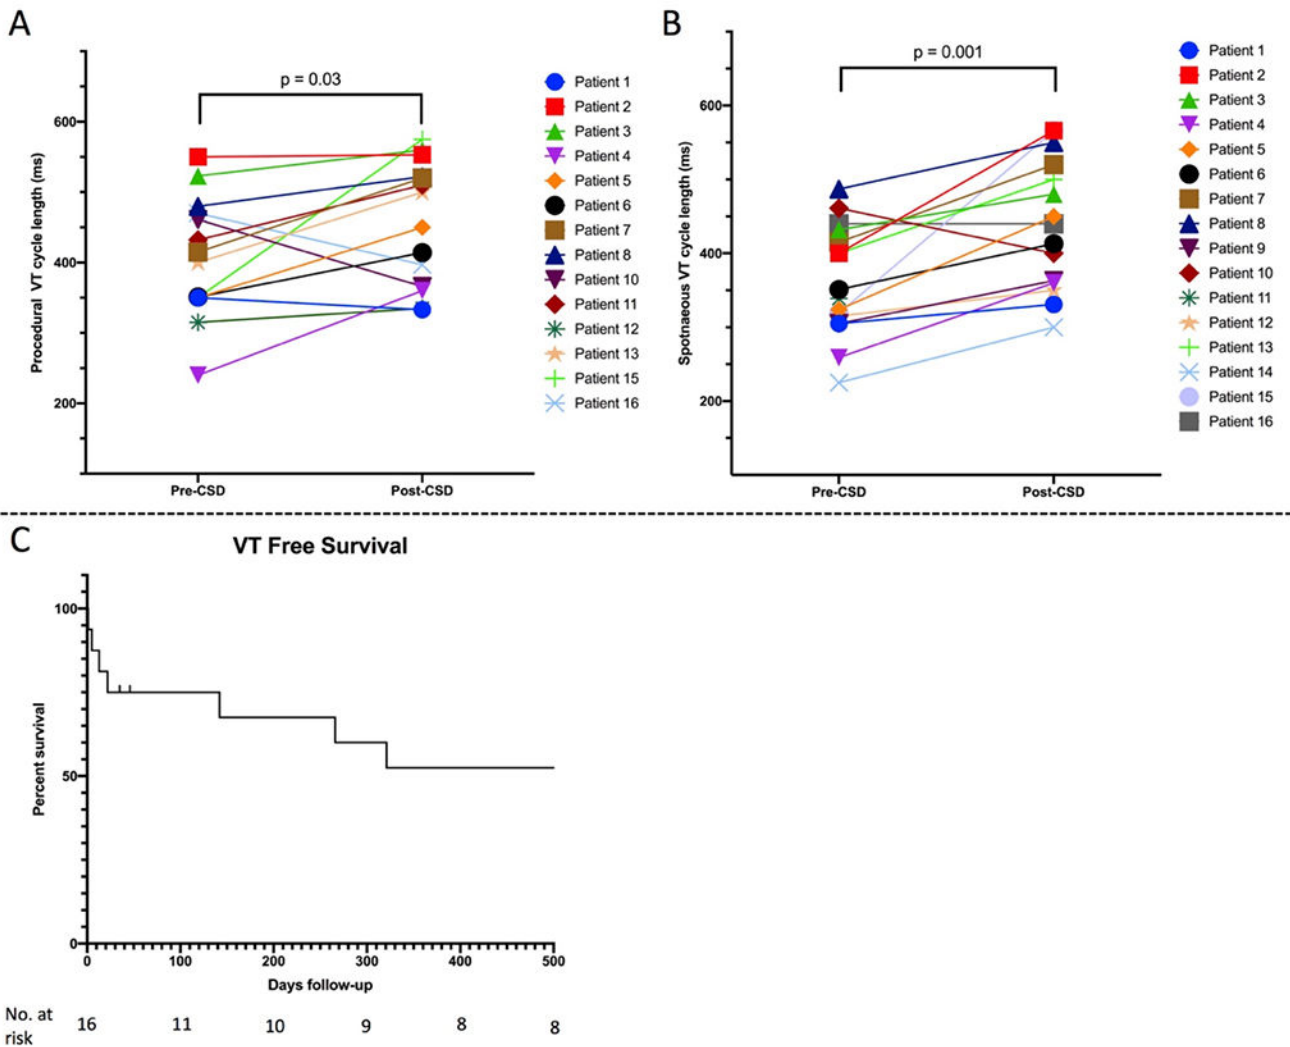 A
p = 0.03
Procedural VT cycle length (ms)
600
400
200
Pre-CSD
Post-CSD
Patient 1
Patient 2
Patient 3
Patient 4
Patient 5
Patient 6
Patient 7
Patient 8
Patient 10
Patient 11
Patient 12
Patient 13
Patient 15
Patient 16
B
p = 0.001
Spotnaeous VT cycle length (ms)
600
400
200
Pre-CSD
Post-CSD
Patient 1
Patient 2
Patient 3
Patient 4
Patient 5
Patient 6
Patient 7
Patient 8
Patient 9
Patient 10
Patient 11
Patient 12
Patient 13
Patient 14
Patient 15
Patient 16
C
VT Free Survival
Percent survival
100
50
0
0 100 200 300 400 500
Days follow-up
No. at
risk
16 11 10 9 8 8